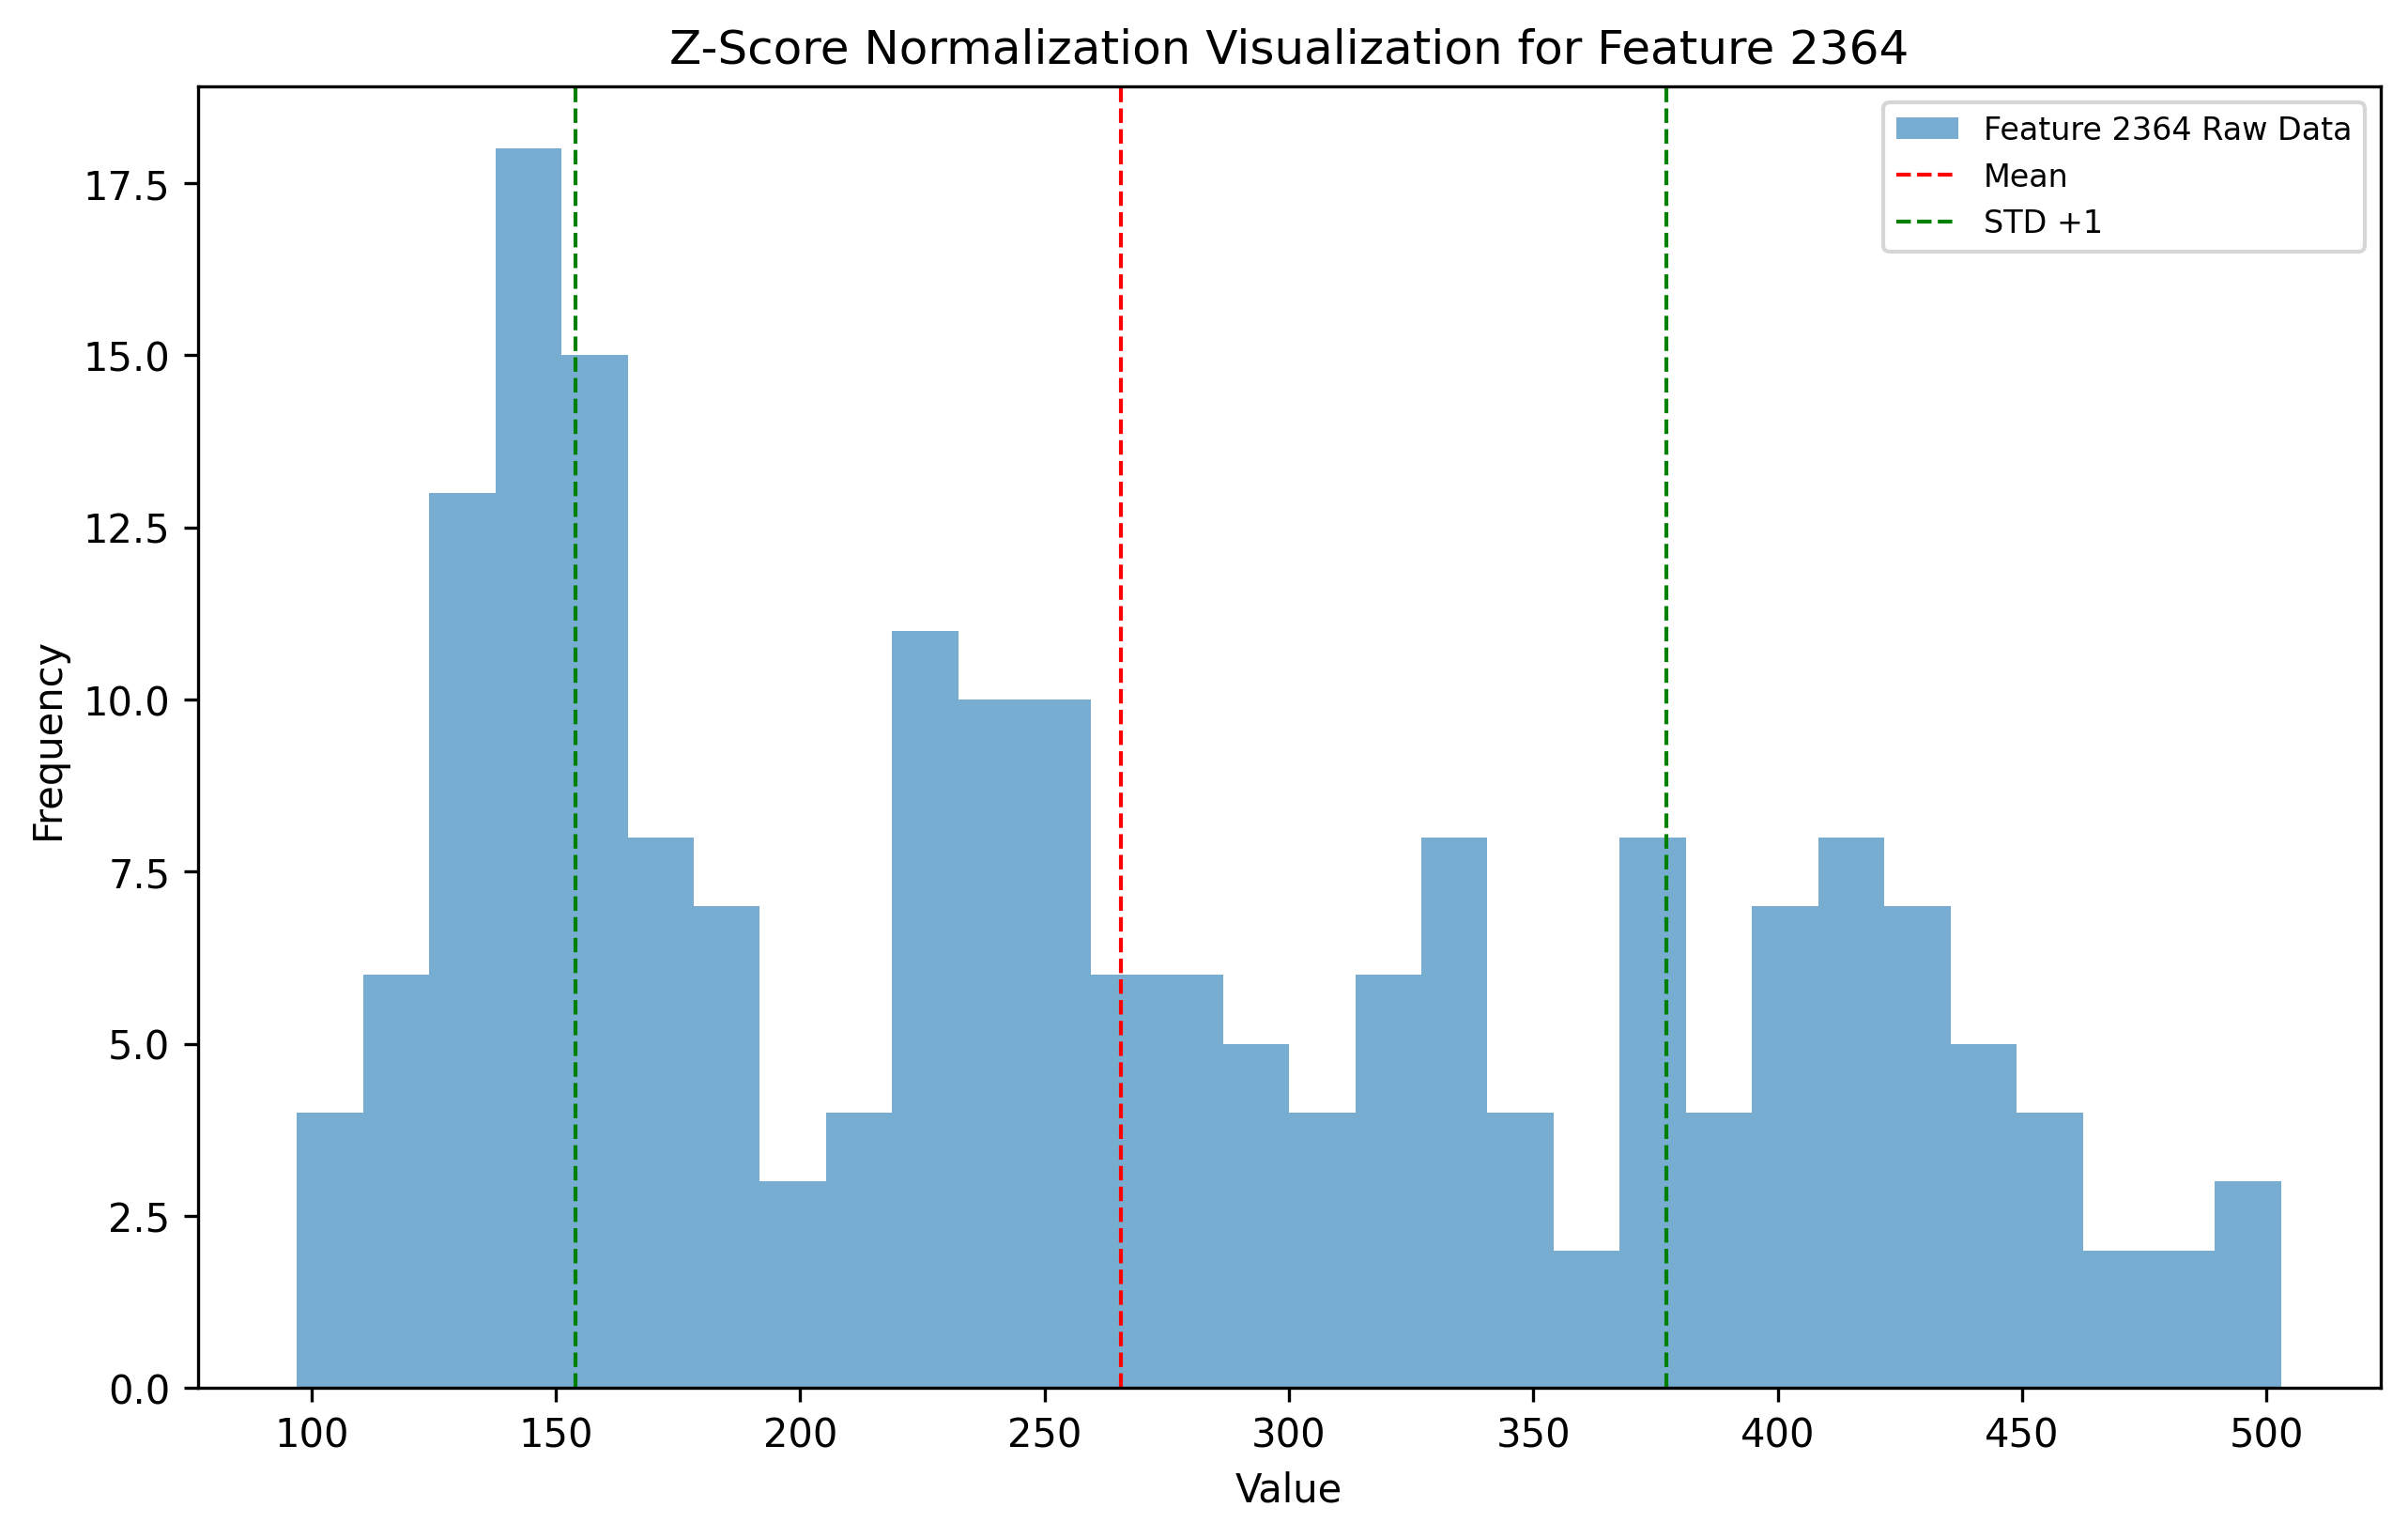 Z-Score Normalization Visualization for Feature 2364
Feature 2364 Raw Data
Mean
STD +1
17.5
15.0
12.5
10.0
7.5
5.0
2.5
0.0
Frequency
100 150 200 250 300 350 400 450 500
Value